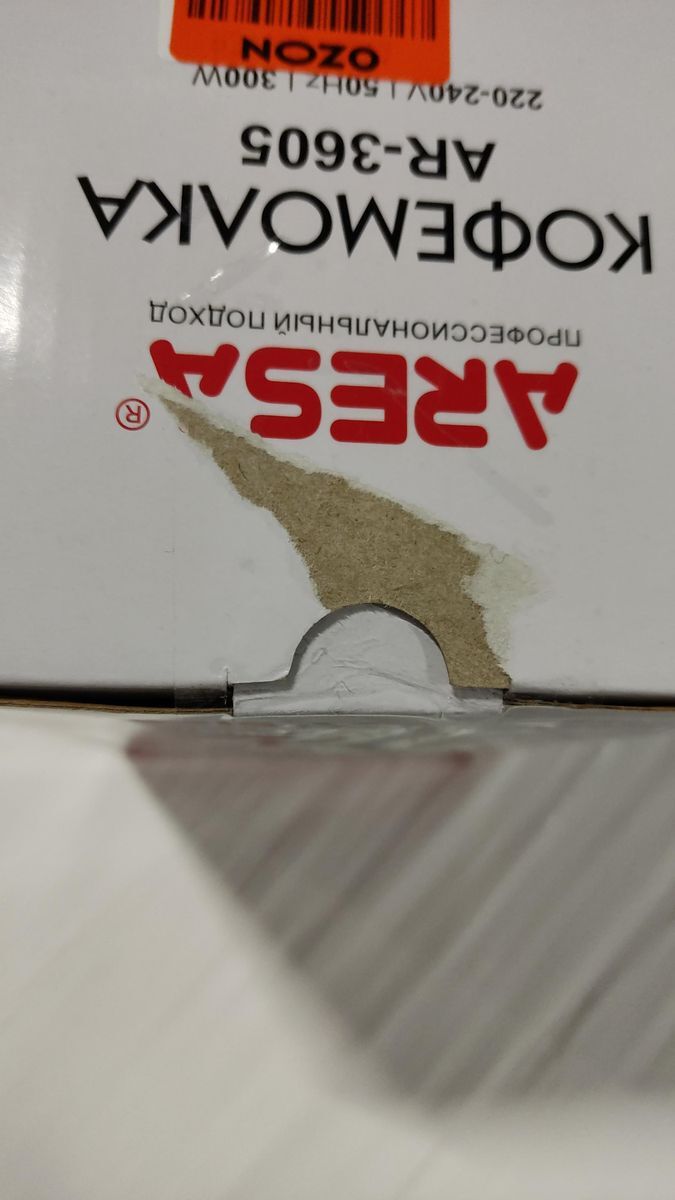 ARESA ®
ПРОФЕССИОНАЛЬНЫЙ ПОДХОД
КОФЕМОЛКА
AR-3605
220-240V | 50Hz | 300W
OZON